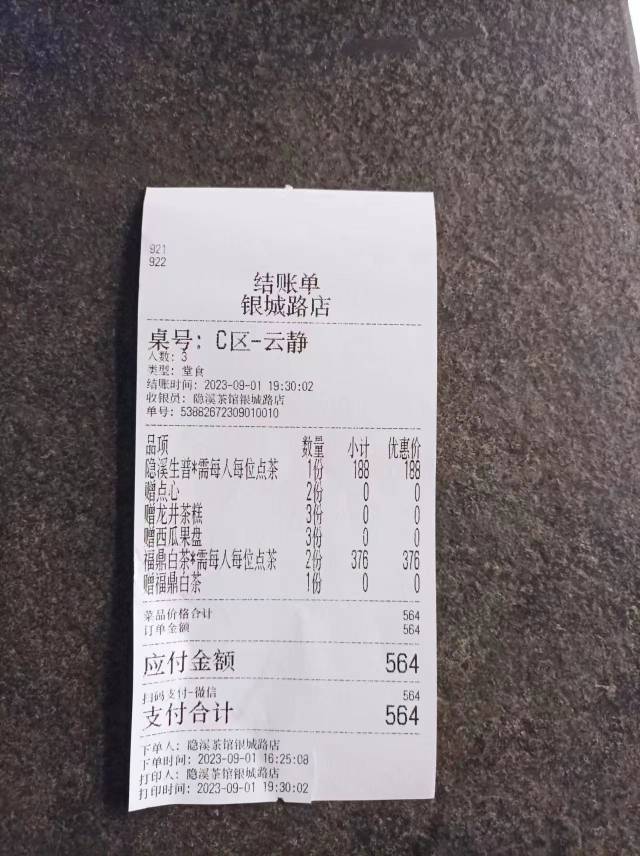 921
922
结账单
银城路店
桌号: C区-云静
人数: 3
类型: 堂食
结账时间: 2023-09-01 19:30:02
收银员: 隐溪茶馆银城路店
单号: 53882672309010010
品项 数量 小计 优惠价
隐溪生普*需每人每位点茶 1份 188 188
赠点心 2份 0 0
赠龙井茶糕 3份 0 0
赠西瓜果盘 3份 0 0
福鼎白茶*需每人每位点茶 2份 376 376
赠福鼎白茶 1份 0 0
菜品价格合计 564
订单金额 564
应付金额 564
扫码支付-微信 564
支付合计 564
下单人: 隐溪茶馆银城路店
下单时间: 2023-09-01 16:25:08
打印人: 隐溪茶馆银城路店
打印时间: 2023-09-01 19:30:02